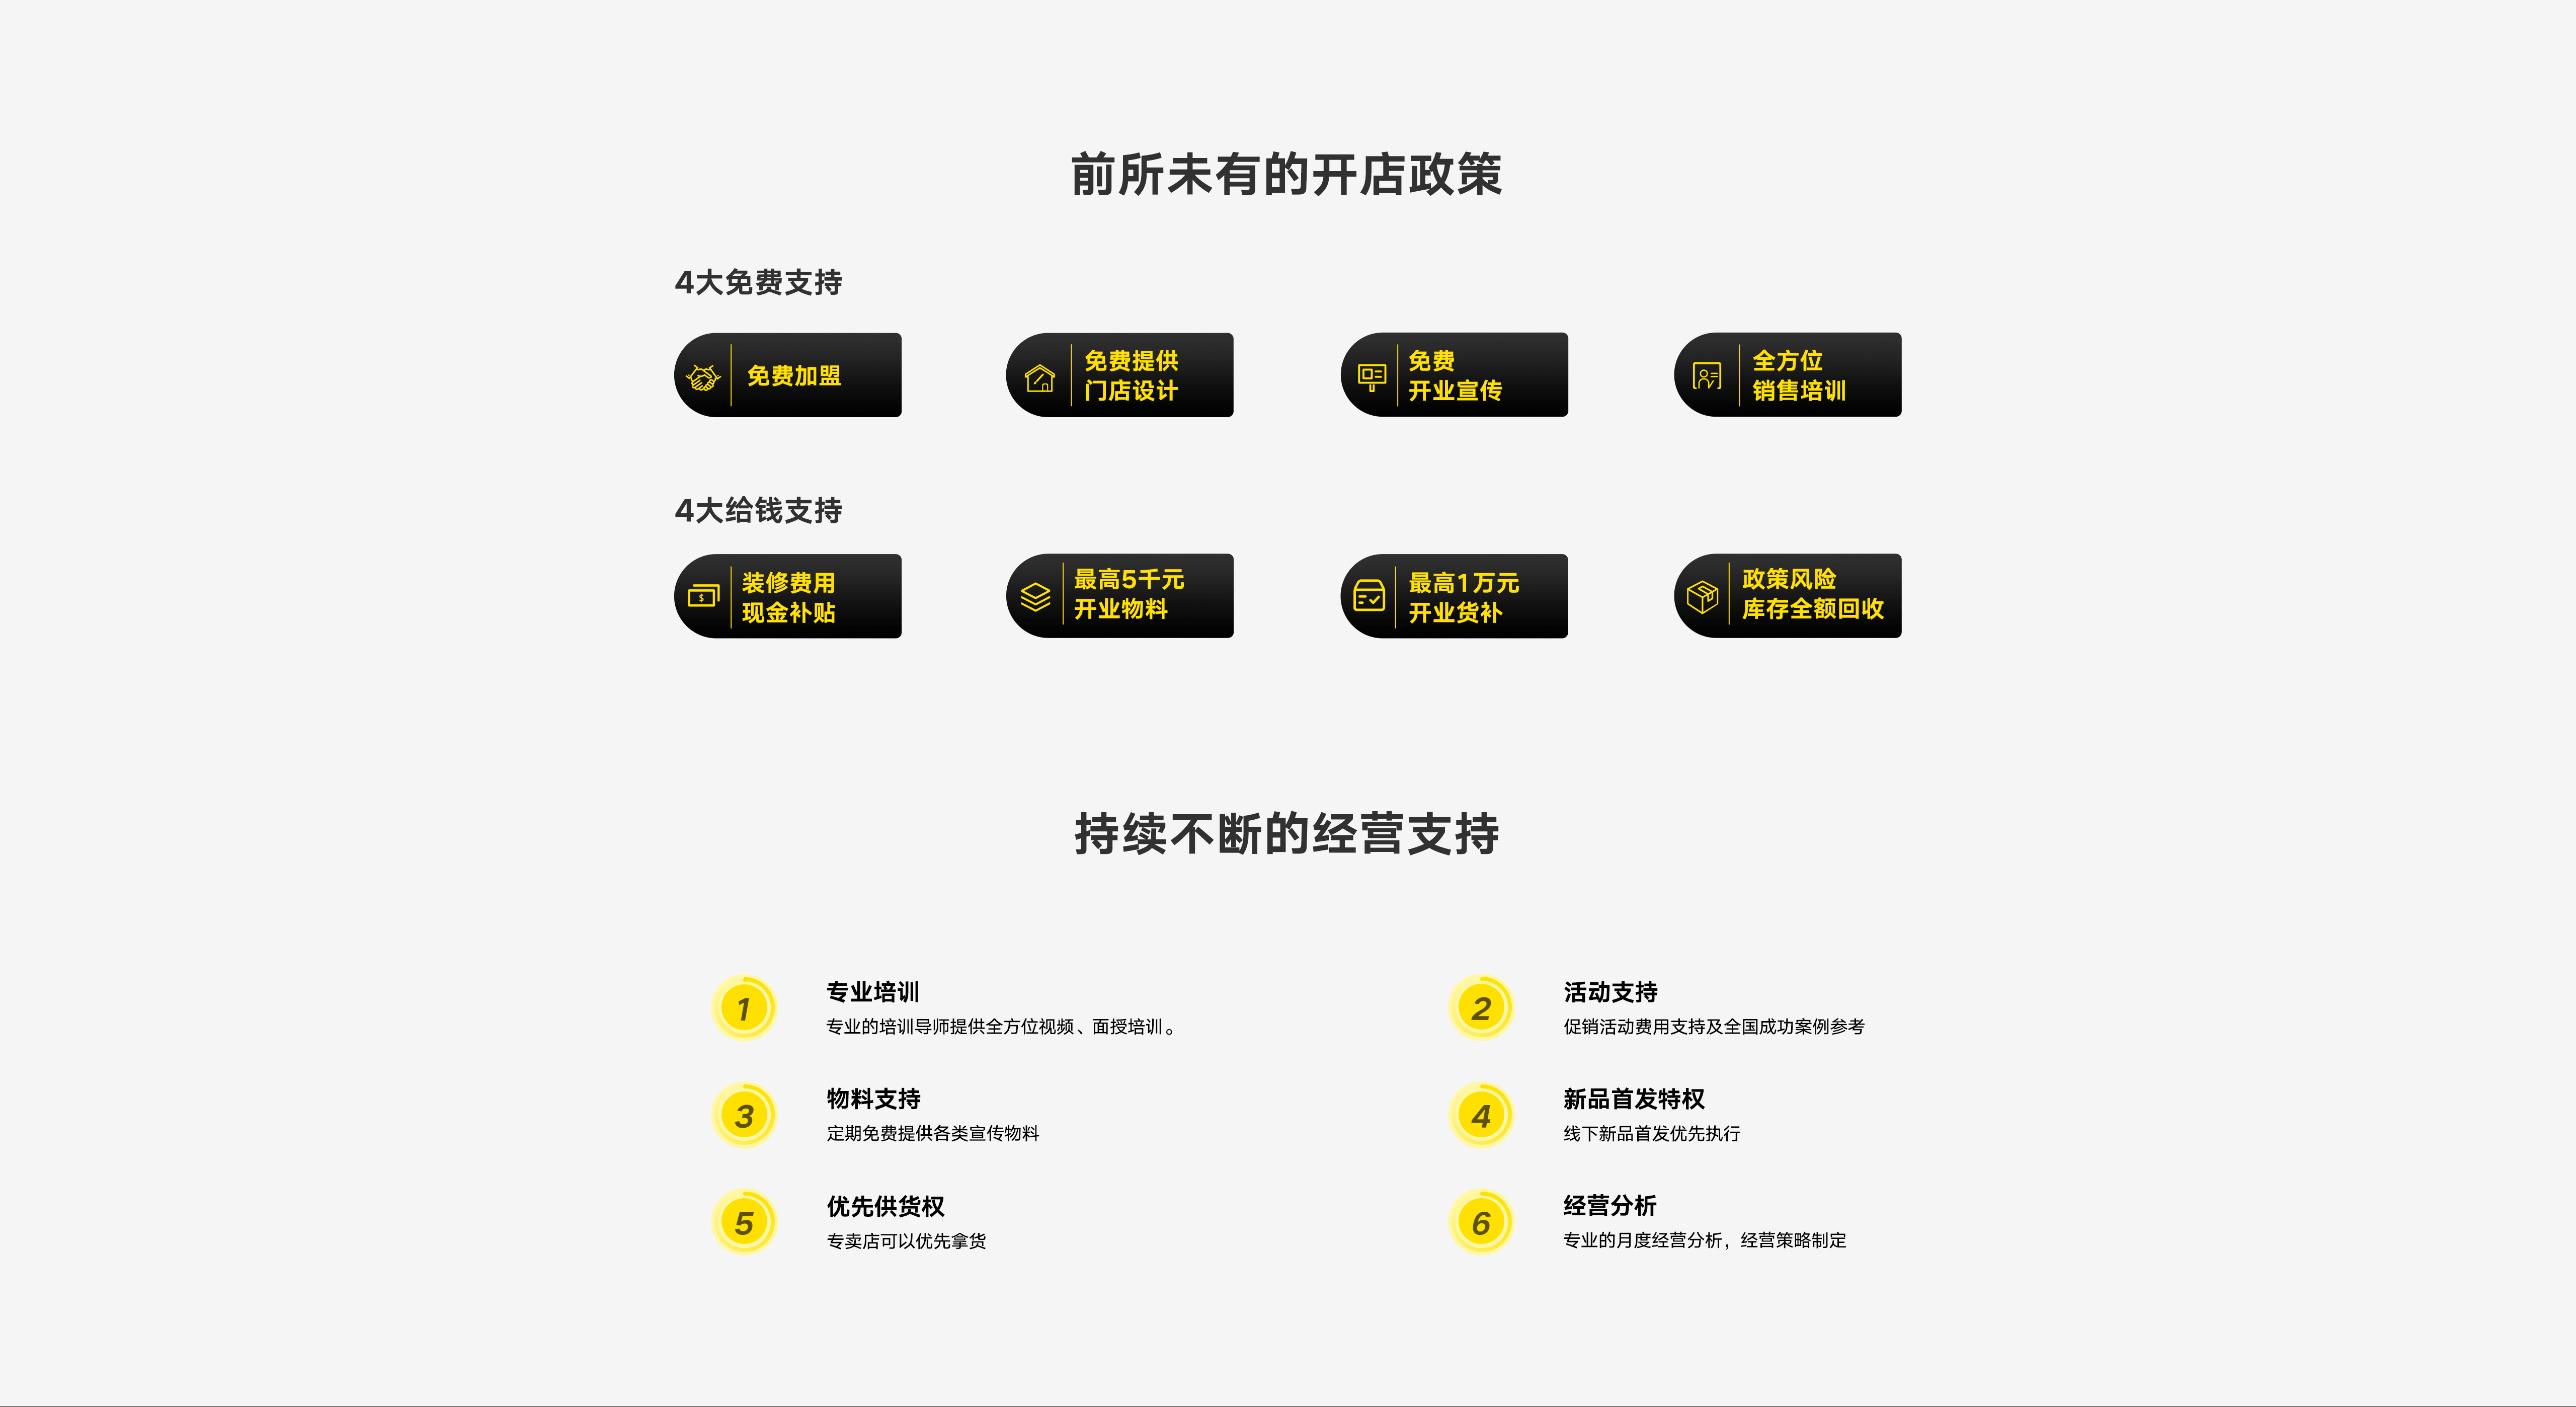 前所未有的开店政策
4大免费支持
免费加盟
免费提供
门店设计
免费
开业宣传
全方位
销售培训
4大给钱支持
$
装修费用
现金补贴
最高5千元
开业物料
最高1万元
开业货补
政策风险
库存全额回收
持续不断的经营支持
1
专业培训
专业的培训导师提供全方位视频、面授培训。
2
活动支持
促销活动费用支持及全国成功案例参考
3
物料支持
定期免费提供各类宣传物料
4
新品首发特权
线下新品首发优先执行
5
优先供货权
专卖店可以优先拿货
6
经营分析
专业的月度经营分析，经营策略制定